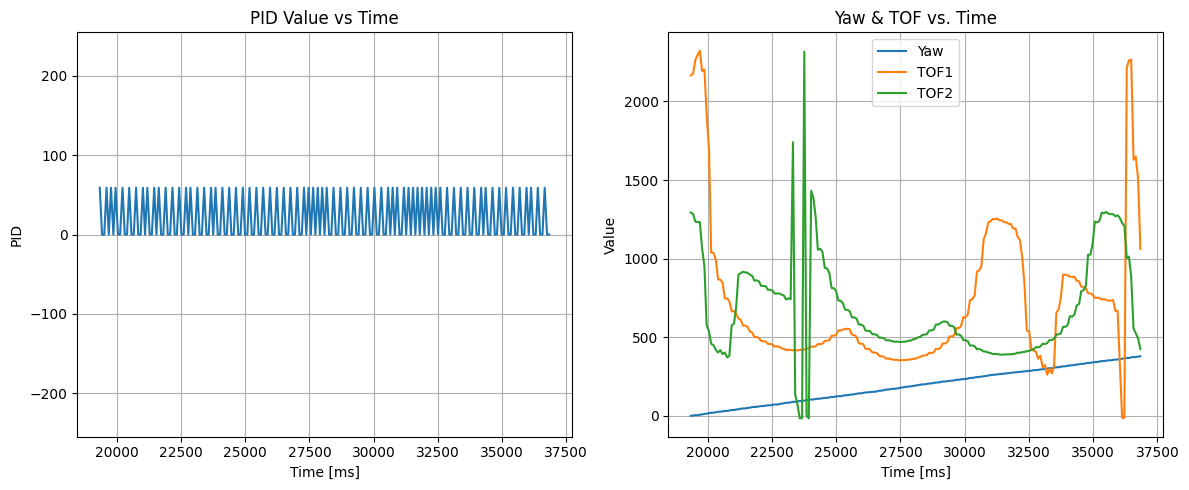 PID Value vs Time
200
100
0
−100
−200
PID
20000 22500 25000 27500 30000 32500 35000 37500
Time [ms]
Yaw & TOF vs. Time
Yaw
TOF1
TOF2
2000
1500
1000
500
0
Value
20000 22500 25000 27500 30000 32500 35000 37500
Time [ms]